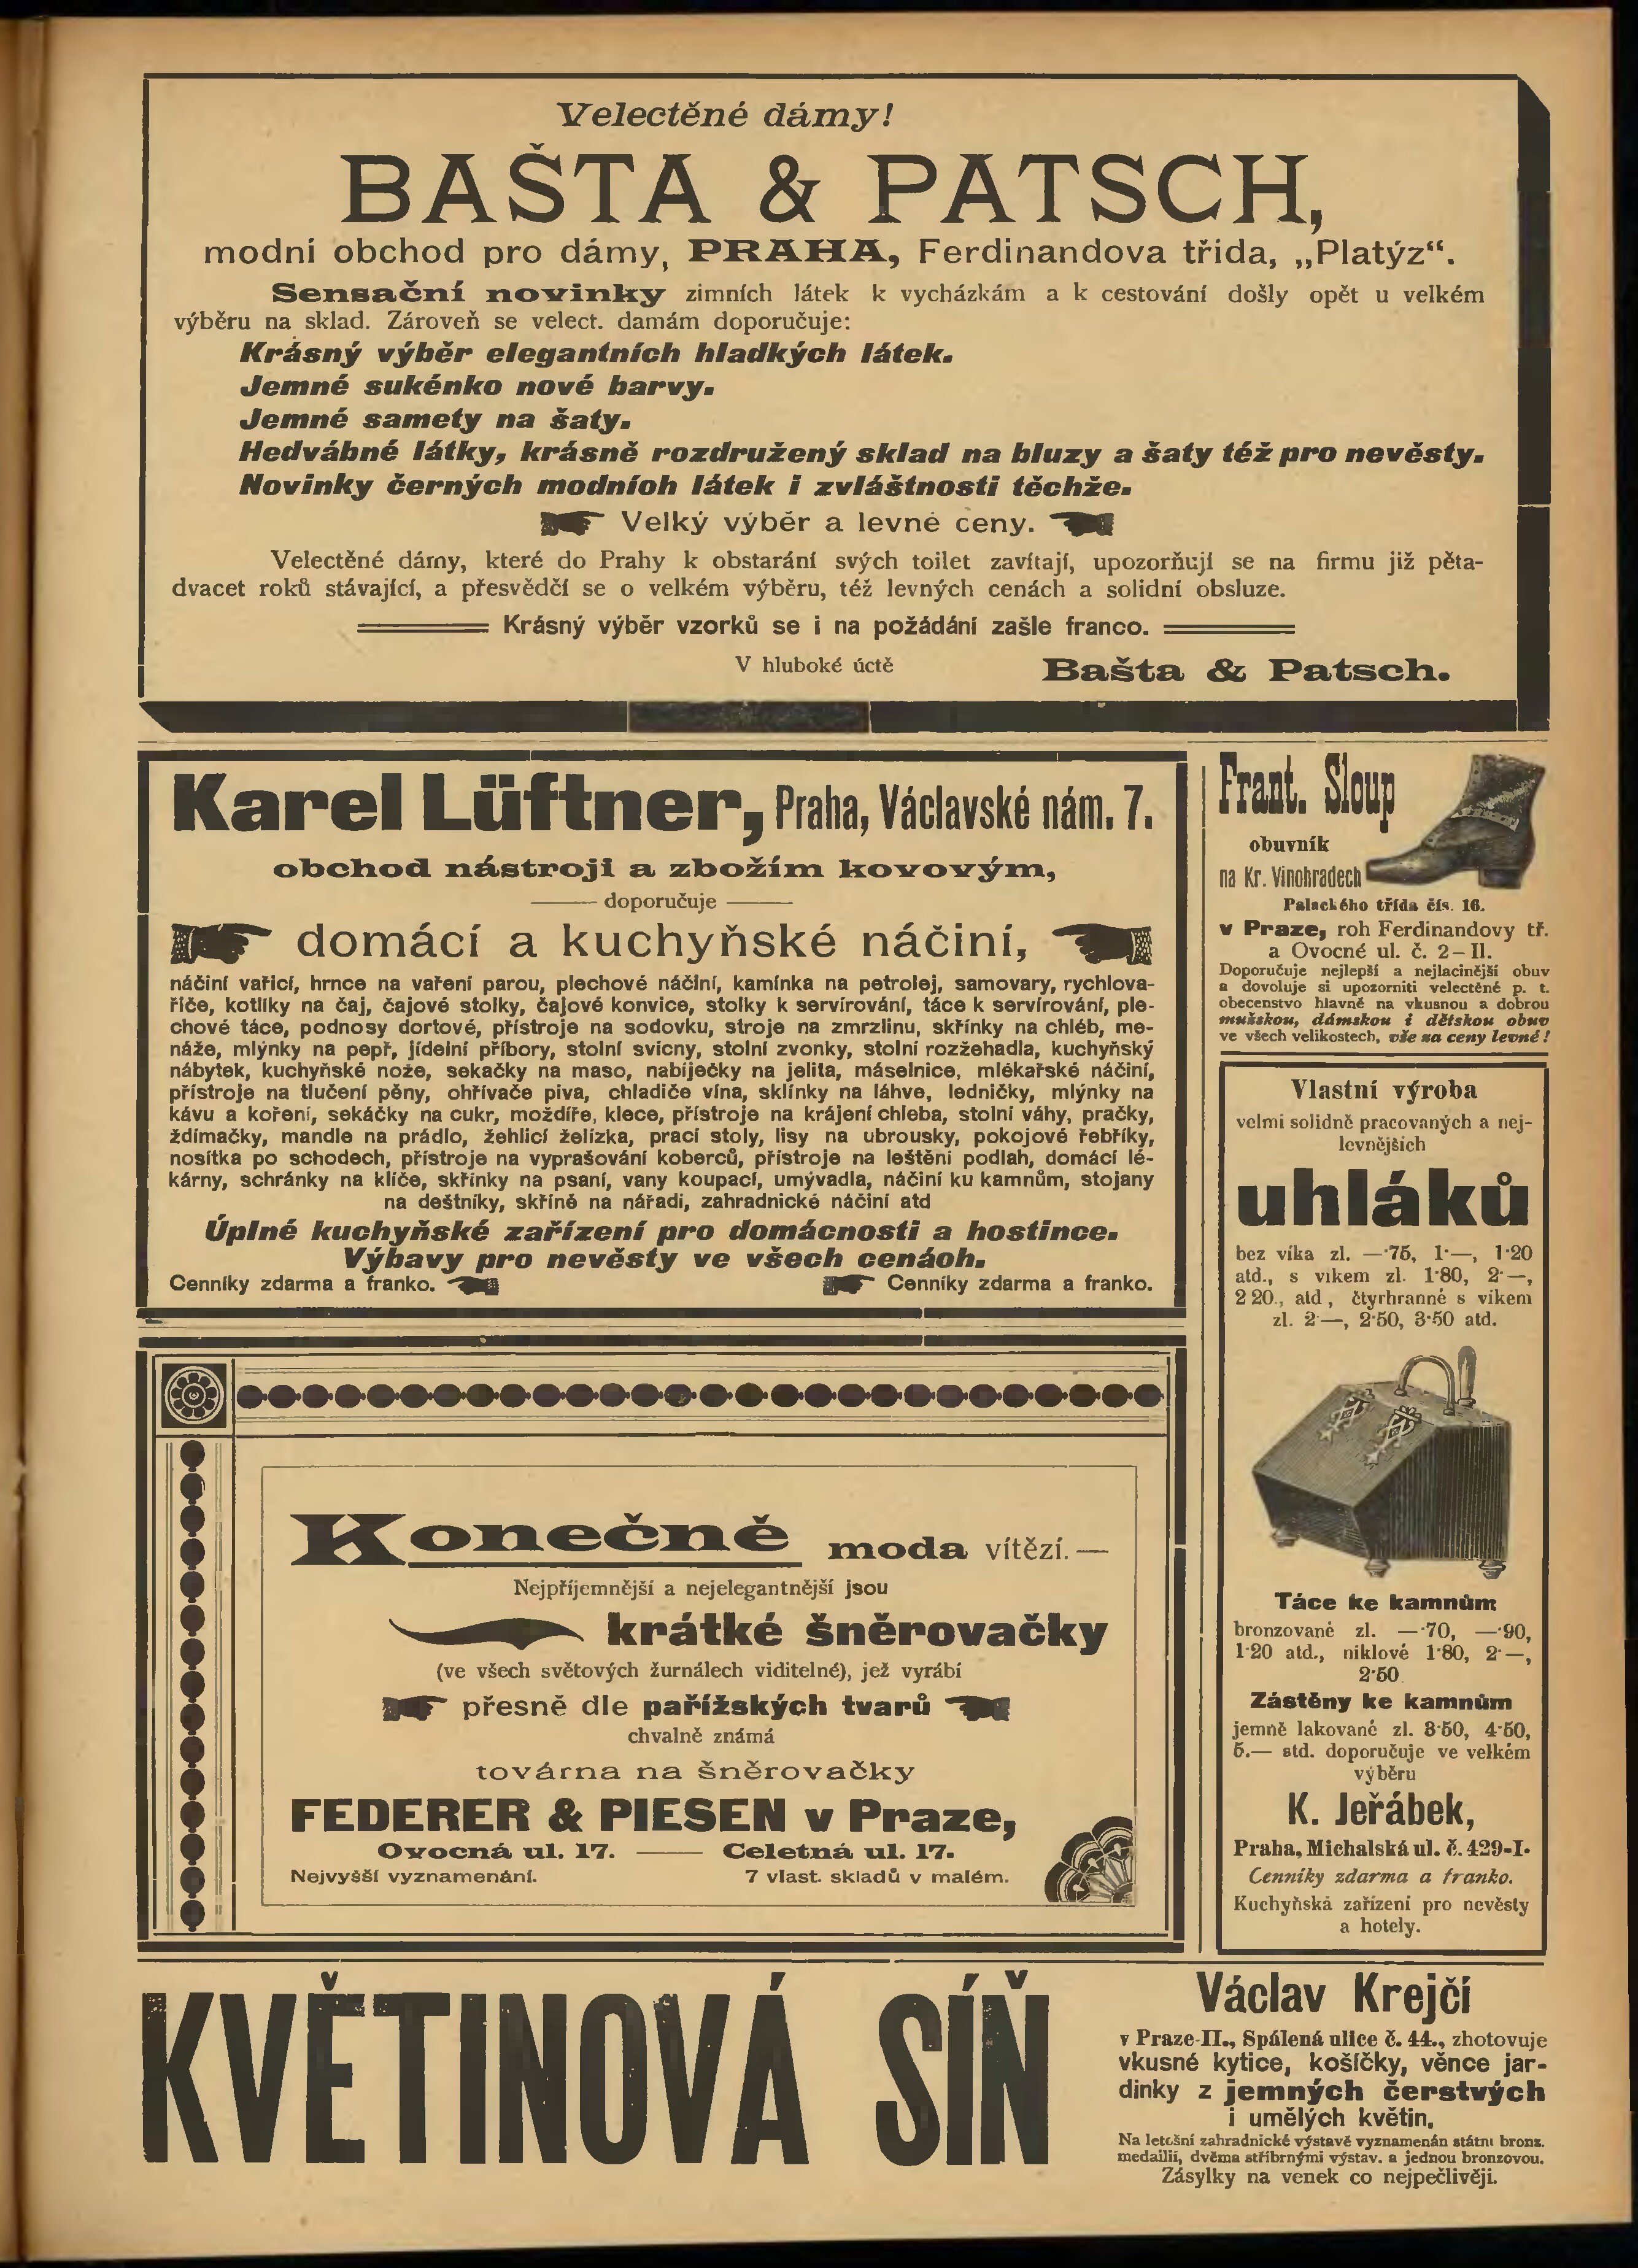 Velectěné dámy!
BAŠTA & PATSCH,
modní obchod pro dámy, PRAHA, Ferdinandova třida, „Platýz“.
Sensační novinky zimních látek k vycházkám a k cestování došly opět u velkém
výběru na sklad. Zároveň se velect. damám doporučuje:
Krásný výběr elegantních hladkých látek.
Jemné sukénko nové barvy.
Jemné samety na šaty.
Hedvábné látky, krásně rozdružený sklad na bluzy a šaty též pro nevěsty.
Novinky černých modníoh látek i zvláštnosti těchže.
Velký výběr a levné ceny.
Velectěné dámy, které do Prahy k obstarání svých toilet zavítají, upozorňují se na firmu již pěta-
dvacet roků stávající, a přesvědčí se o velkém výběru, též levných cenách a solidní obsluze.
Krásný výběr vzorků se i na požádání zašle franco.
V hluboké úctě
Bašta & Patsch.
Karel Lüftner, Praha, Václavské nám. 7.
obchod nástroji a zbožím kovovým,
doporučuje
domácí a kuchyňské náčiní,
náčiní vařicí, hrnce na vaření parou, plechové náčiní, kamínka na petrolej, samovary, rychlova-
říče, kotlíky na čaj, čajové stolky, čajové konvice, stolky k servírování, táce k servírování, ple-
chové táce, podnosy dortové, přístroje na sodovku, stroje na zmrzlinu, skřínky na chléb, me-
náže, mlýnky na pepř, jídelní příbory, stolní svícny, stolní zvonky, stolní rozžehadla, kuchyňský
nábytek, kuchyňské nože, sekačky na maso, nabíječky na jelita, máselnice, mlékařské náčiní,
přístroje na tlučení pěny, ohřívače piva, chladiče vína, sklínky na láhve, ledničky, mlýnky na
kávu a koření, sekáčky na cukr, moždíře, klece, přístroje na krájení chleba, stolní váhy, pračky,
ždímačky, mandle na prádlo, žehlicí želízka, prací stoly, lisy na ubrousky, pokojové řebříky,
nosítka po schodech, přístroje na vyprašování koberců, přístroje na leštění podlah, domácí lé-
kárny, schránky na klíče, skřínky na psaní, vany koupací, umývadla, náčiní ku kamnům, stojany
na deštníky, skříně na nářadí, zahradnické náčiní atd
Úplné kuchyňské zařízení pro domácnosti a hostince.
Výbavy pro nevěsty ve všech cenáoh.
Cenníky zdarma a franko.
Cenníky zdarma a franko.
Frant. Sloup
obuvník
na Kr. Vinohradech
Palackého třída čís. 16.
v Praze, roh Ferdinandovy tř.
a Ovocné ul. č. 2–II.
Doporučuje nejlepší a nejlacinější obuv
a dovoluje si upozorniti velectěné p. t.
obecenstvo hlavně na vkusnou a dobrou
mužskou, dámskou i dětskou obuv
ve všech velikostech, vše za ceny levné!
Vlastní výroba
velmi solidně pracovaných a nej-
levnějších
uhláků
bez víka zl. —·75, 1·—, 1·20
atd., s víkem zl. 1·80, 2·—,
2 20., atd , čtyrhranné s víkem
zl. 2·—, 2·50, 3·50 atd.
Táce ke kamnům
bronzované zl. —·70, —·90,
1·20 atd., niklové 1·80, 2·—,
2·50
Zástěny ke kamnům
jemně lakované zl. 3·50, 4·50,
5.— atd. doporučuje ve velkém
výběru
K. Jeřábek,
Praha, Michalská ul. č. 429-I.
Cenníky zdarma a franko.
Kuchyňská zařízení pro nevěsty
a hotely.
Konečně moda vítězí. —
Nejpříjemnější a nejelegantnější jsou
krátké šněrovačky
(ve všech světových žurnálech viditelné), jež vyrábí
přesně dle pařížských tvarů
chvalně známá
továrna na šněrovačky
FEDERER & PIESEN v Praze,
Ovocná ul. 17. —— Celetná ul. 17.
Nejvyšší vyznamenání. 7 vlast. skladů v malém.
KVĚTINOVÁ SÍŇ
Václav Krejčí
v Praze-II., Spálená ulice č. 44., zhotovuje
vkusné kytice, košíčky, věnce jar-
dinky z jemných čerstvých
i umělých květin.
Na letošní zahradnické výstavě vyznamenán státní bronz.
medailií, dvěma stříbrnými výstav. a jednou bronzovou.
Zásylky na venek co nejpečlivěji.